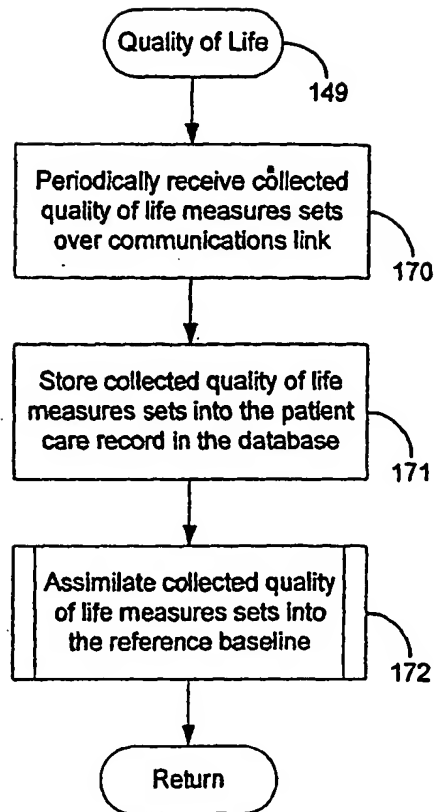 Quality of Life
149
Periodically receive collected
quality of life measures sets
over communications link
170
Store collected quality of life
measures sets into the patient
care record in the database
171
Assimilate collected quality
of life measures sets into
the reference baseline
172
Return